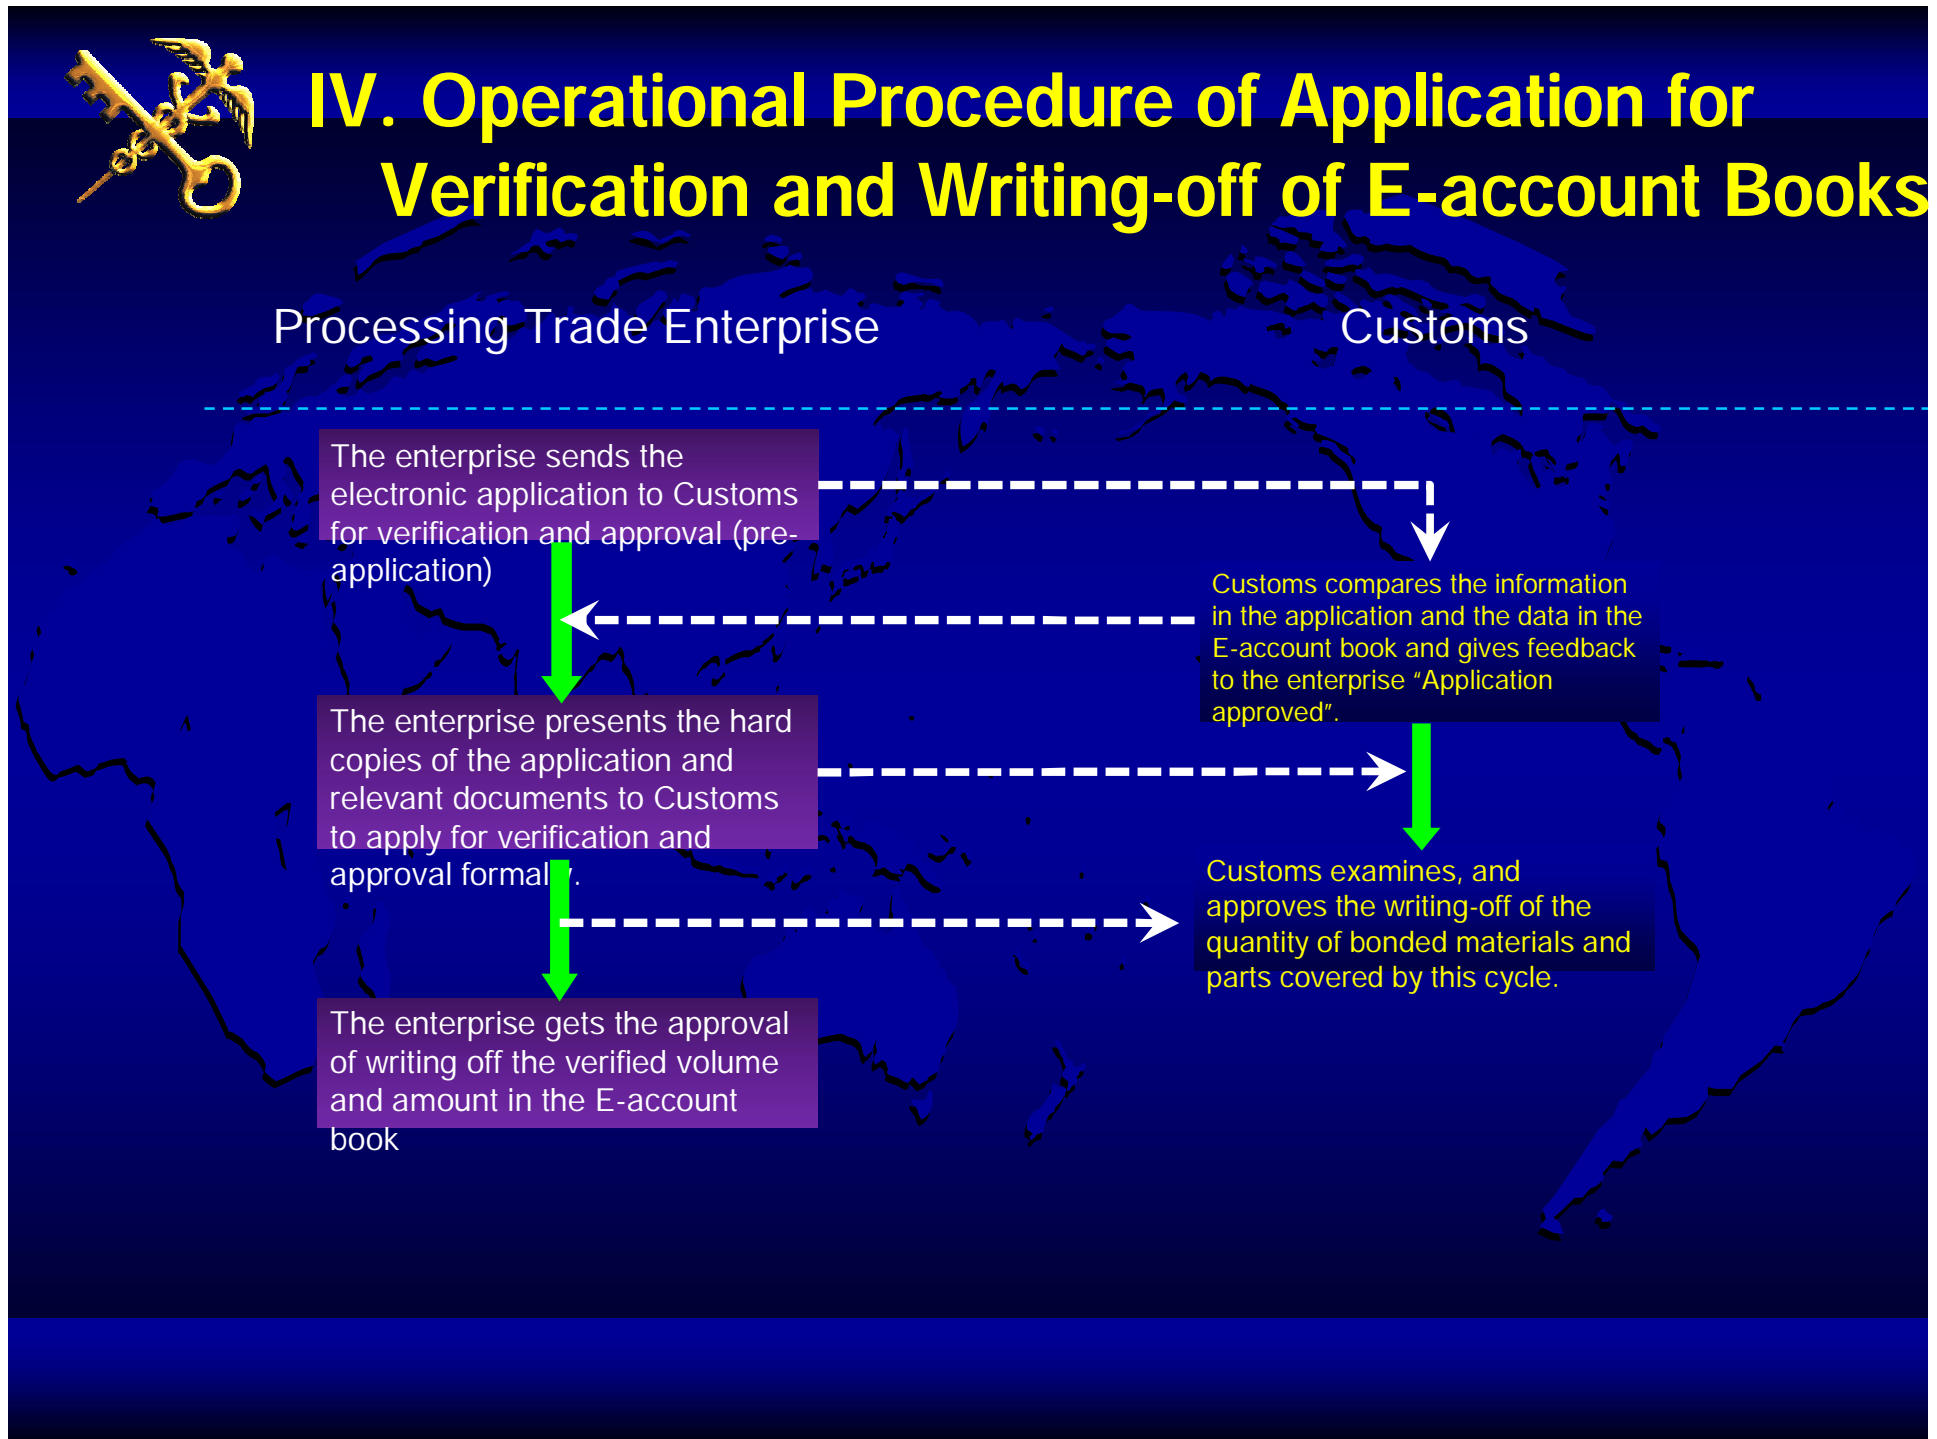 IV. Operational Procedure of Application for
Verification and Writing-off of E-account Books
Processing Trade Enterprise
Customs
The enterprise sends the
electronic application to Customs
for verification and approval (pre-
application)
Customs compares the information
in the application and the data in the
E-account book and gives feedback
to the enterprise “Application
approved”.
The enterprise presents the hard
copies of the application and
relevant documents to Customs
to apply for verification and
approval formally.
Customs examines, and
approves the writing-off of the
quantity of bonded materials and
parts covered by this cycle.
The enterprise gets the approval
of writing off the verified volume
and amount in the E-account
book